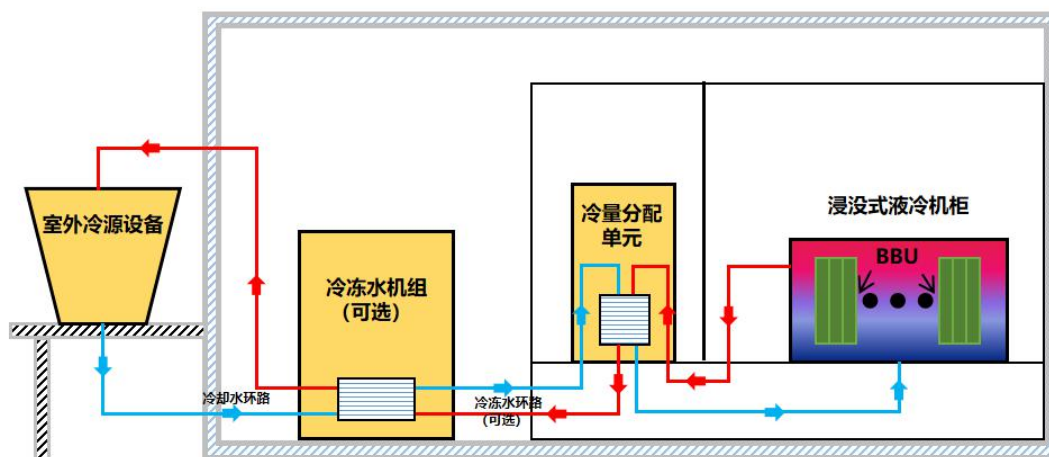 室外冷源设备
冷冻水机组
（可选）
冷量分配
单元
浸没式液冷机柜
BBU
冷却水环路
冷冻水环路
（可选）